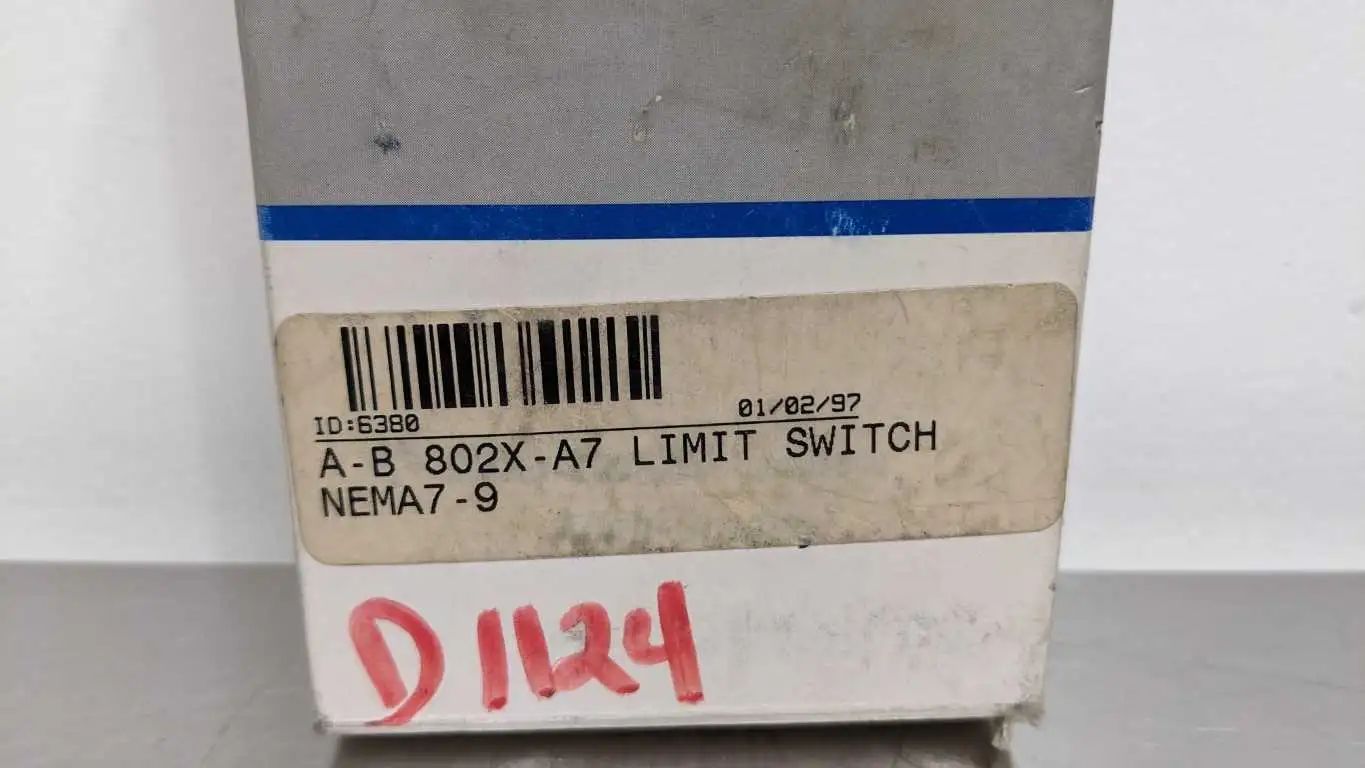 ID:6380 01/02/97
A-B 802X-A7 LIMIT SWITCH
NEMA7-9
D1124